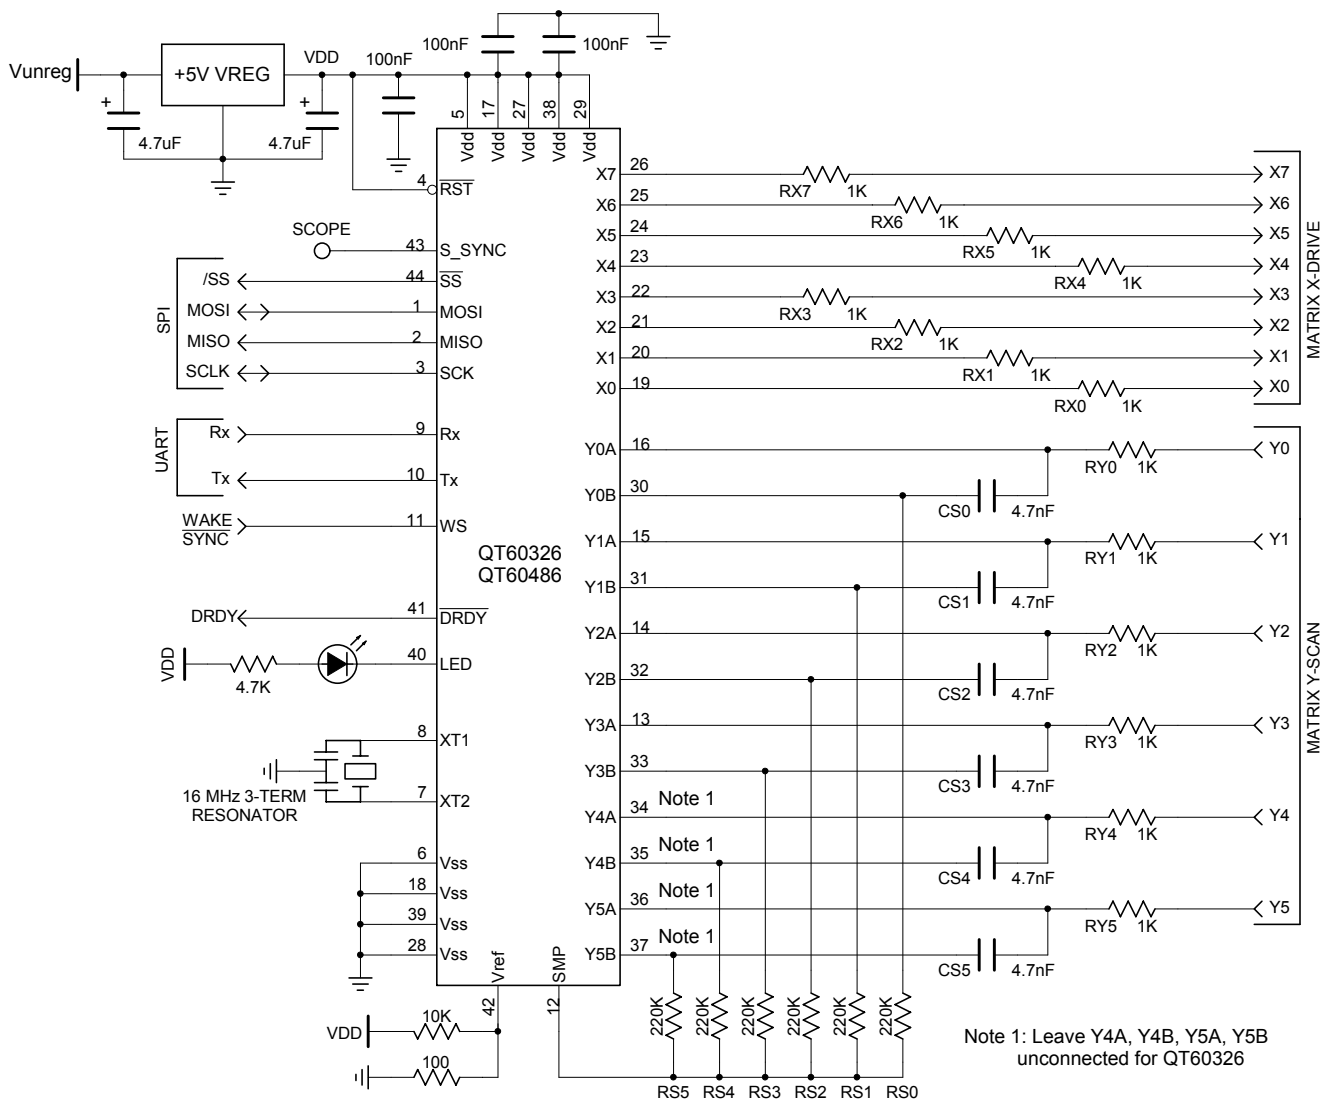 100nF
100nF
Vunreg
+5V VREG
VDD
100nF
+
4.7uF
+
4.7uF
5
17
27
38
29
Vdd
Vdd
Vdd
Vdd
Vdd
4
RST
SCOPE
43
S_SYNC
SPI
/SS
44
SS
MOSI
1
MOSI
MISO
2
MISO
SCLK
3
SCK
UART
Rx
9
Rx
Tx
10
Tx
WAKE
SYNC
11
WS
QT60326
QT60486
DRDY
41
DRDY
VDD
4.7K
40
LED
8
XT1
16 MHz 3-TERM
RESONATOR
7
XT2
6
Vss
18
Vss
39
Vss
28
Vss
Vref
42
SMP
12
VDD
10K
100
X7
26
RX7
1K
X7
X6
25
RX6
1K
X6
X5
24
RX5
1K
X5
X4
23
RX4
1K
X4
X3
22
RX3
1K
X3
X2
21
RX2
1K
X2
X1
20
RX1
1K
X1
X0
19
RX0
1K
X0
MATRIX X-DRIVE
Y0A
16
RY0
1K
Y0
Y0B
30
CS0
4.7nF
Y1A
15
RY1
1K
Y1
Y1B
31
CS1
4.7nF
Y2A
14
RY2
1K
Y2
Y2B
32
CS2
4.7nF
Y3A
13
RY3
1K
Y3
Y3B
33
CS3
4.7nF
Y4A
34
Note 1
RY4
1K
Y4
Y4B
35
Note 1
CS4
4.7nF
Y5A
36
Note 1
RY5
1K
Y5
Y5B
37
Note 1
CS5
4.7nF
MATRIX Y-SCAN
220K
220K
220K
220K
220K
220K
RS5
RS4
RS3
RS2
RS1
RS0
Note 1: Leave Y4A, Y4B, Y5A, Y5B
unconnected for QT60326